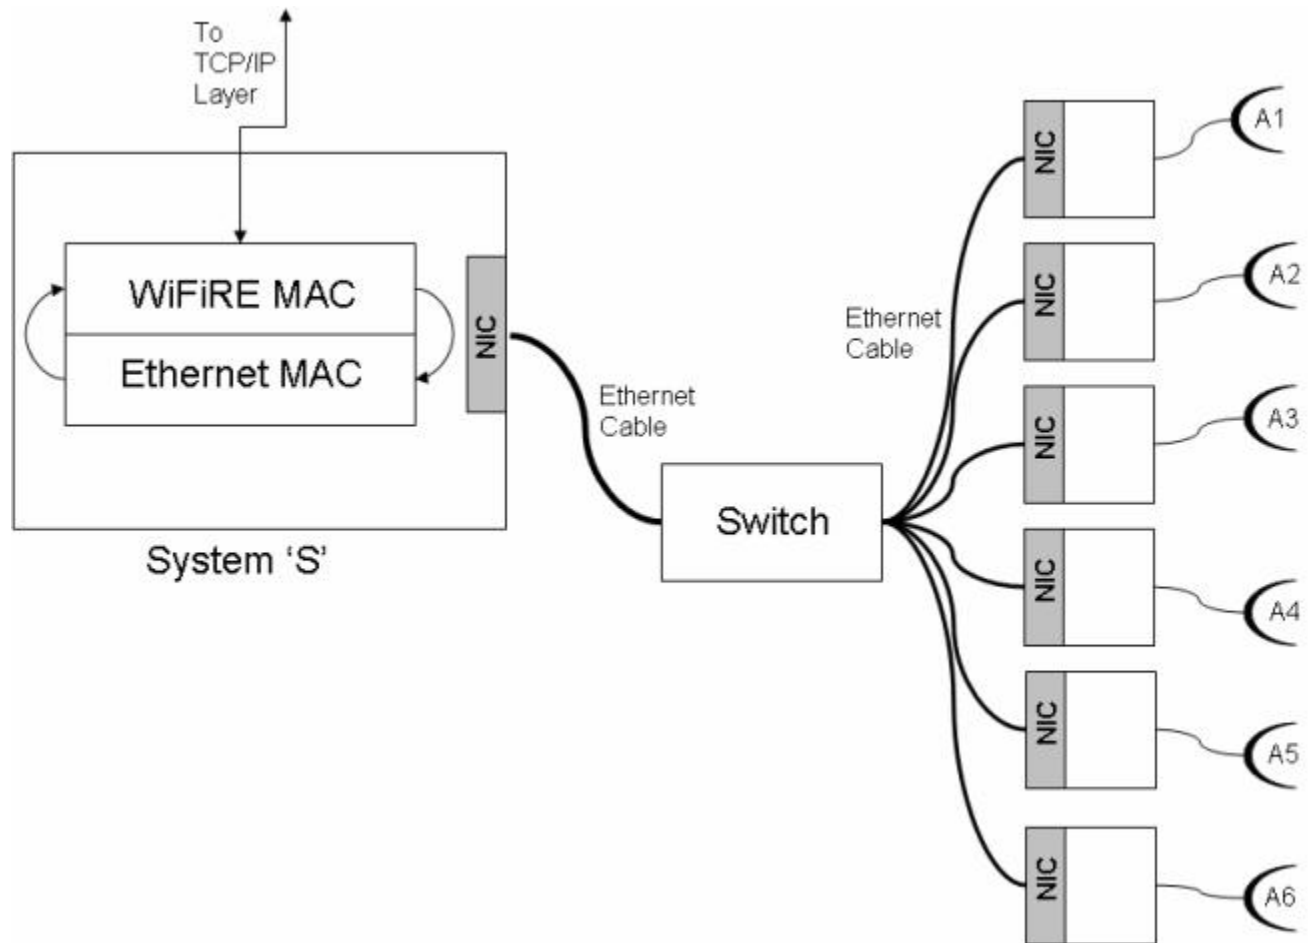 To
TCP/IP
Layer
WiFiRE MAC
Ethernet MAC
NIC
System ‘S’
Ethernet
Cable
Switch
Ethernet
Cable
NIC
A1
NIC
A2
NIC
A3
NIC
A4
NIC
A5
NIC
A6